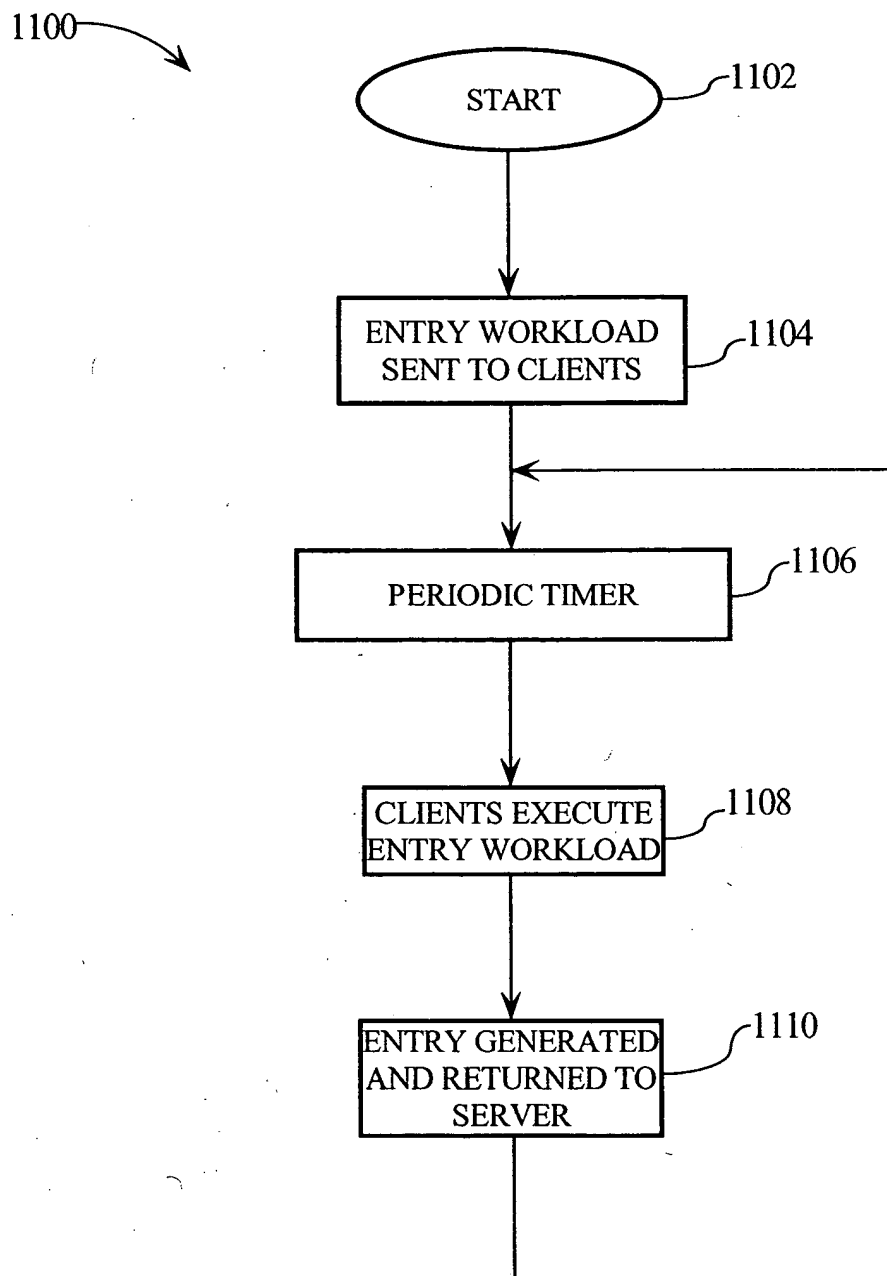 1100
START
1102
ENTRY WORKLOAD
SENT TO CLIENTS
1104
PERIODIC TIMER
1106
CLIENTS EXECUTE
ENTRY WORKLOAD
1108
ENTRY GENERATED
AND RETURNED TO
SERVER
1110